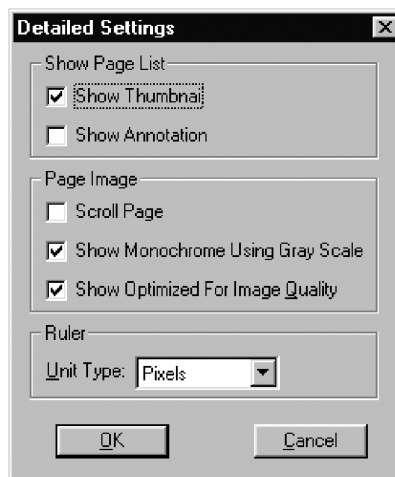 Detailed Settings
Show Page List
Show Thumbnai
Show Annotation
Page Image
Scroll Page
Show Monochrome Using Gray Scale
Show Optimized For Image Quality
Ruler
Unit Type: Pixels
OK Cancel